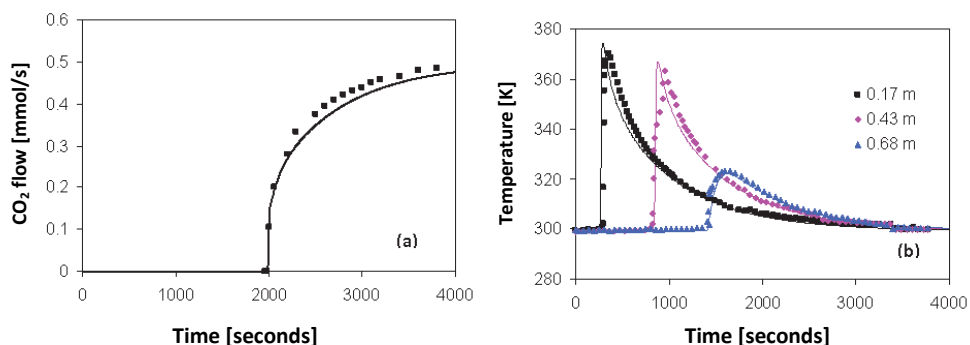 0.6
0.5
0.4
0.3
0.2
0.1
0
CO₂ flow [mmol/s]
(a)
0 1000 2000 3000 4000
Time [seconds]
380
360
340
320
300
280
Temperature [K]
0.17 m
0.43 m
0.68 m
(b)
0 1000 2000 3000 4000
Time [seconds]